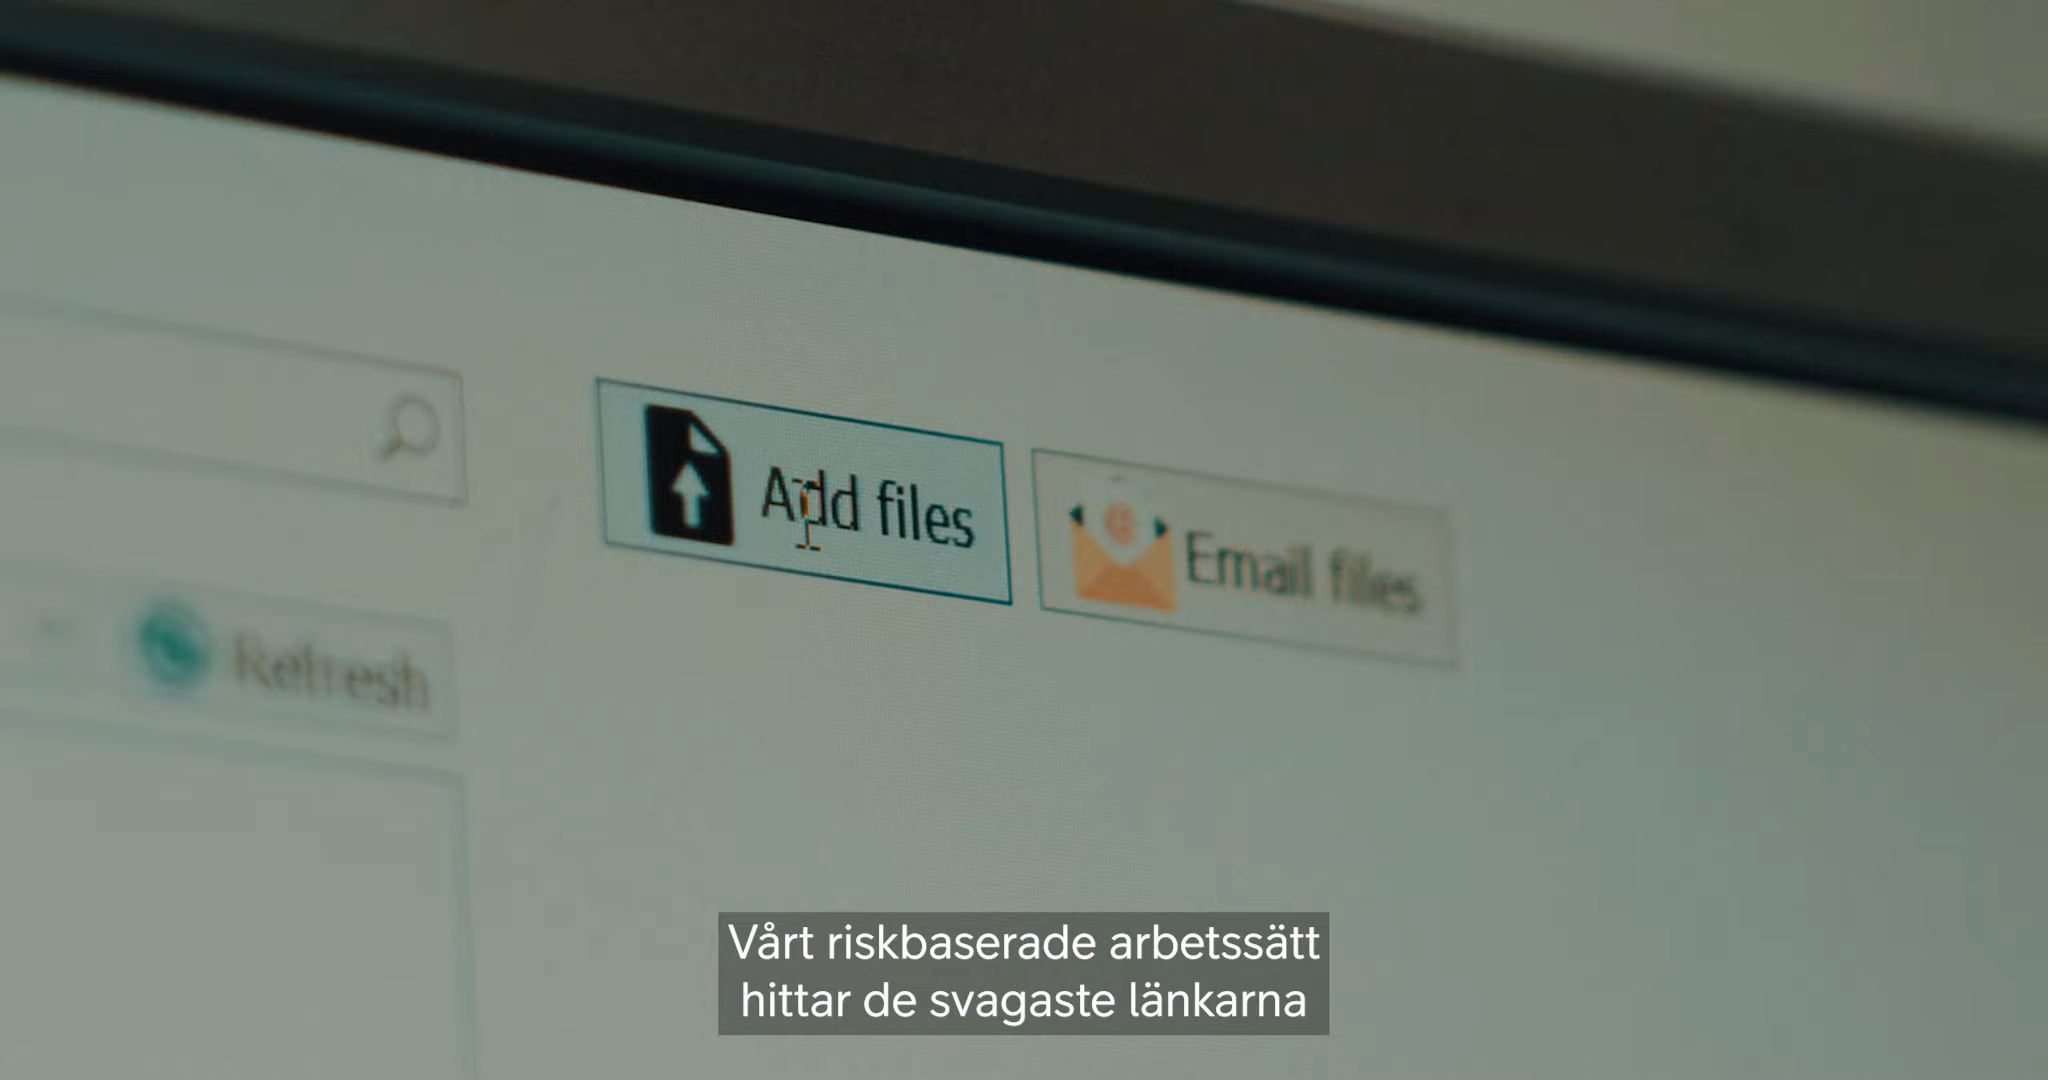 Add files
Email files
Refresh
Vårt riskbaserade arbetssätt
hittar de svagaste länkarna